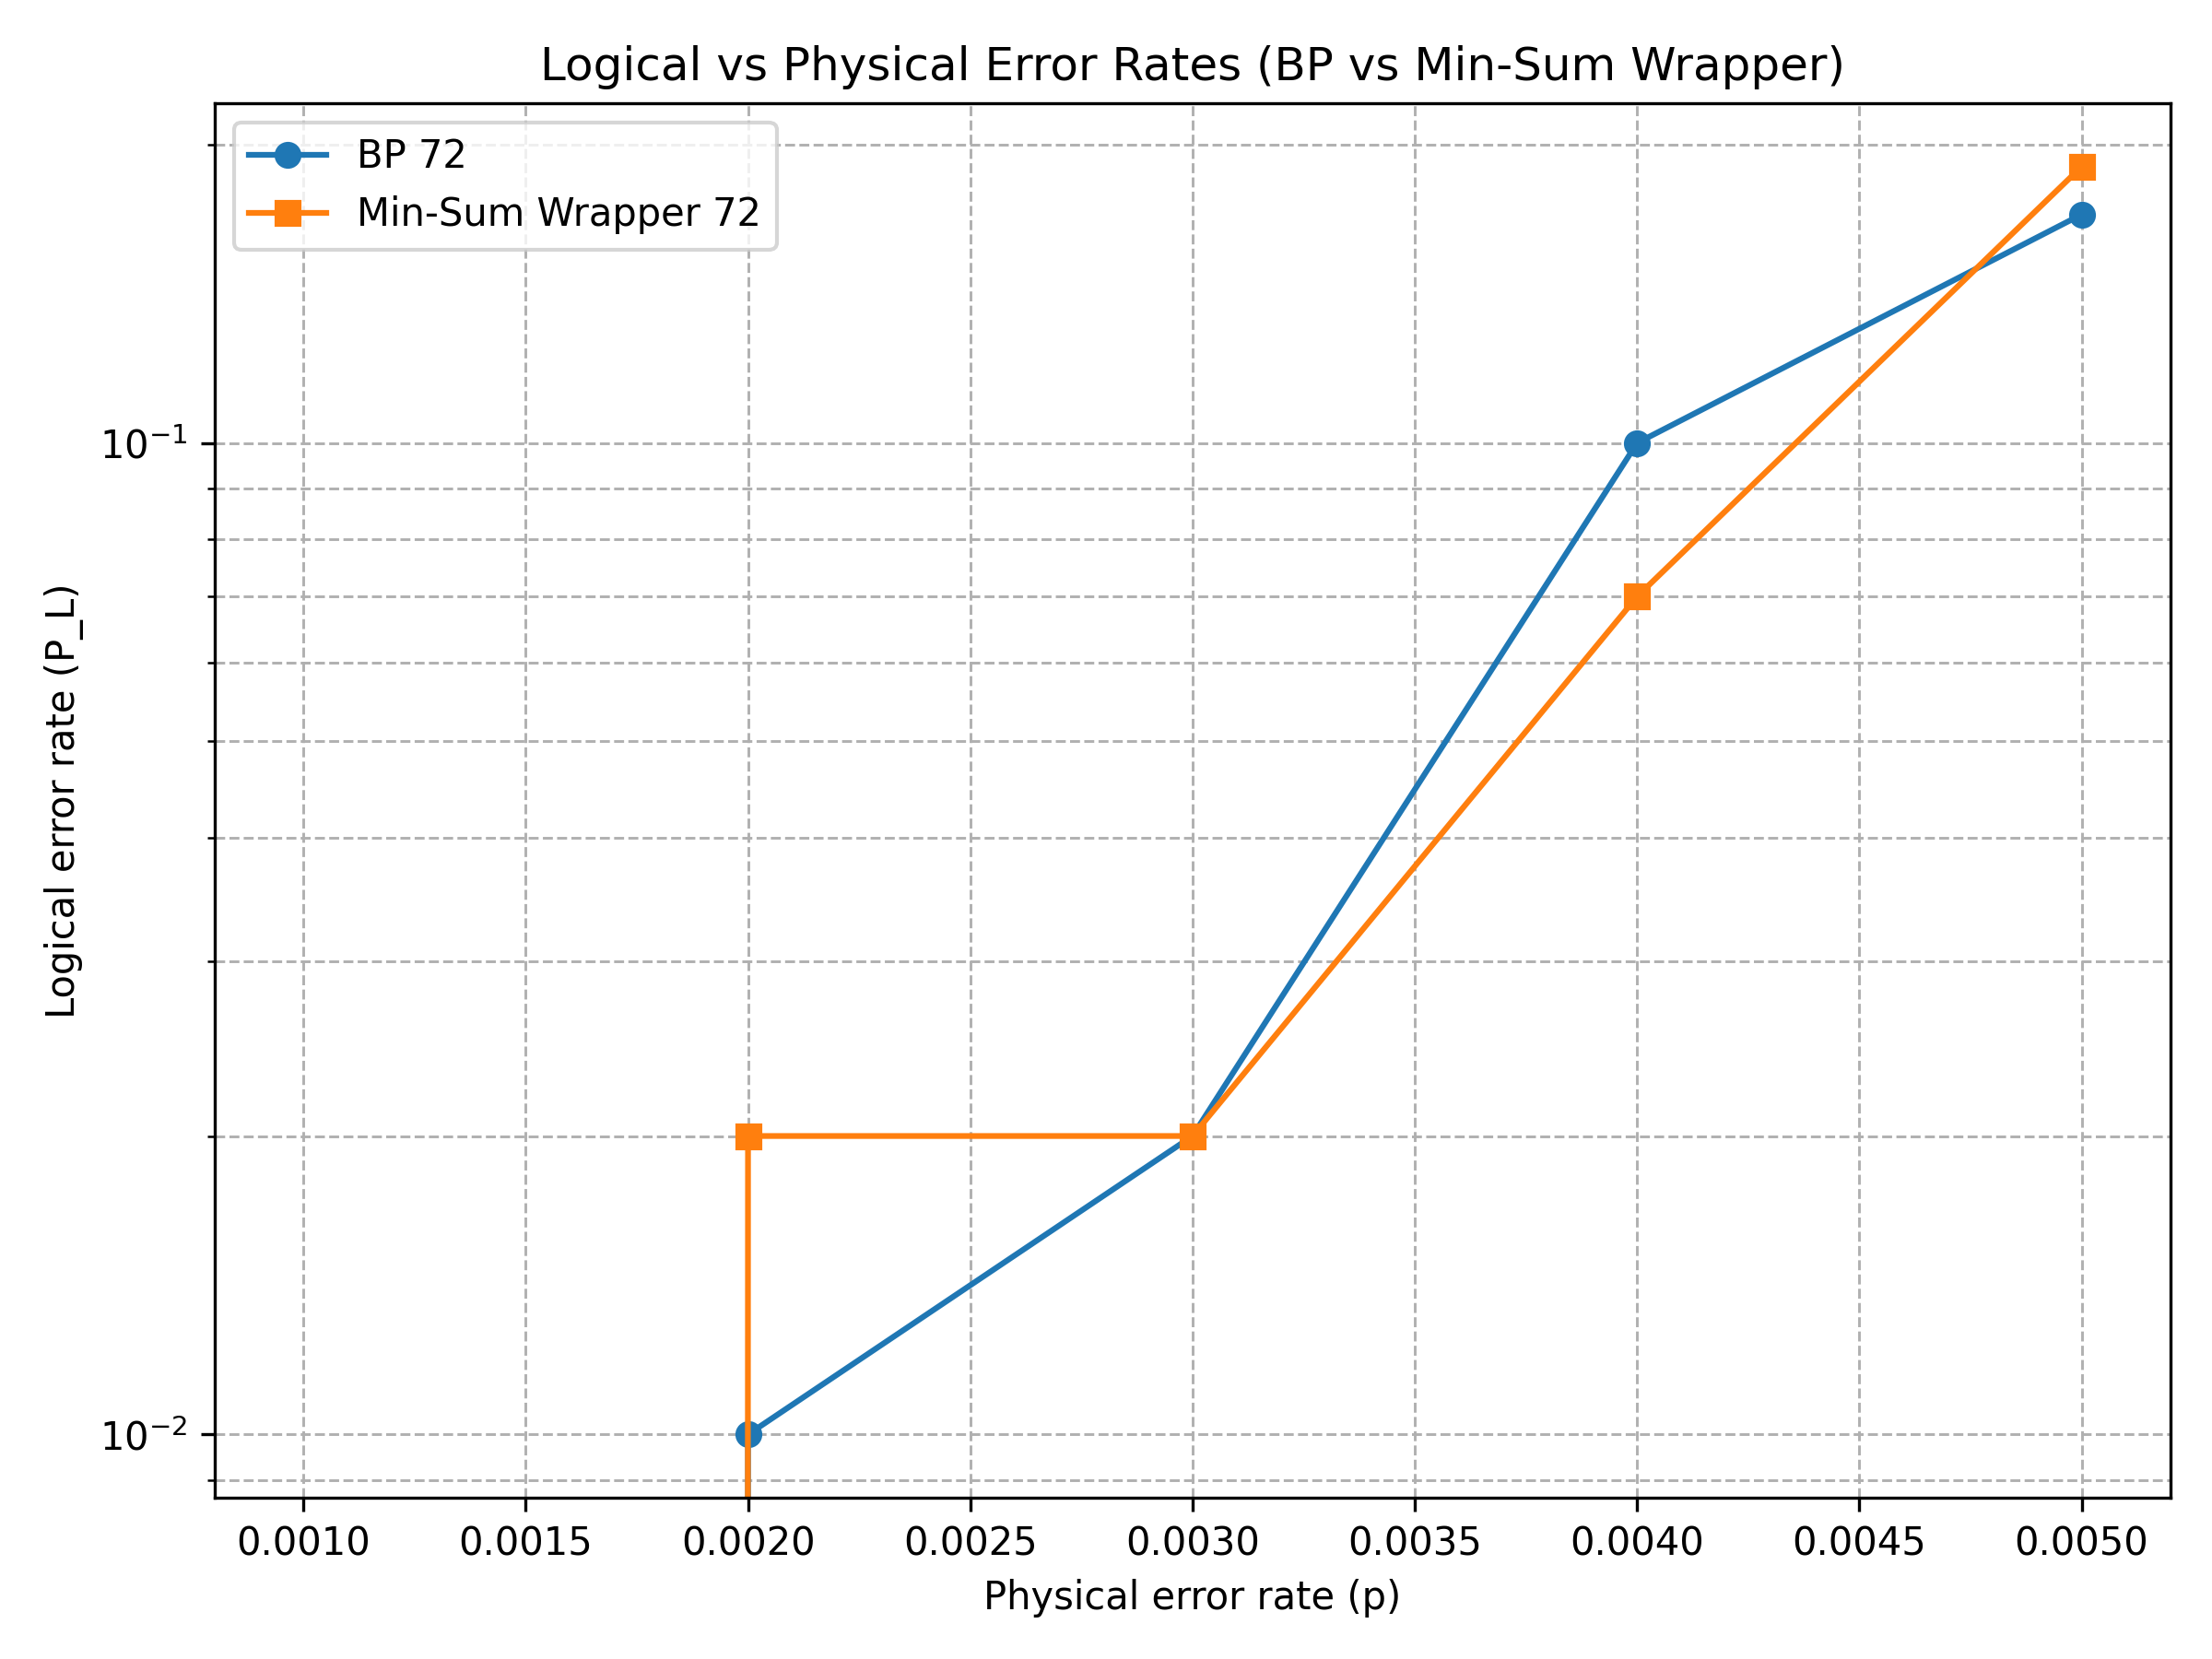 Logical vs Physical Error Rates (BP vs Min-Sum Wrapper)
BP 72
Min-Sum Wrapper 72
Logical error rate (P_L)
10⁻¹
10⁻²
0.0010 0.0015 0.0020 0.0025 0.0030 0.0035 0.0040 0.0045 0.0050
Physical error rate (p)